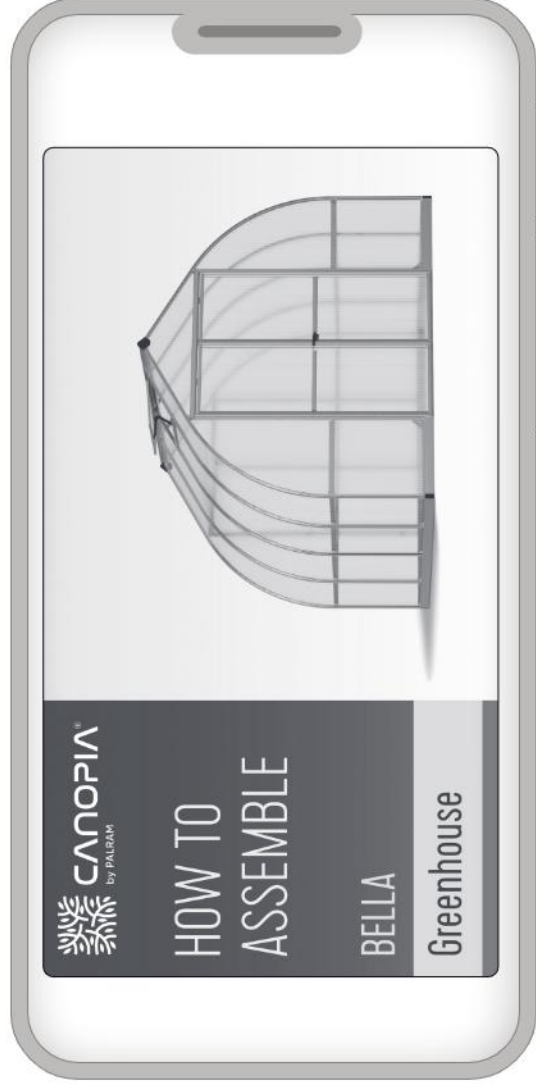 CANOPIA®
by PALRAM
HOW TO
ASSEMBLE
BELLA
Greenhouse